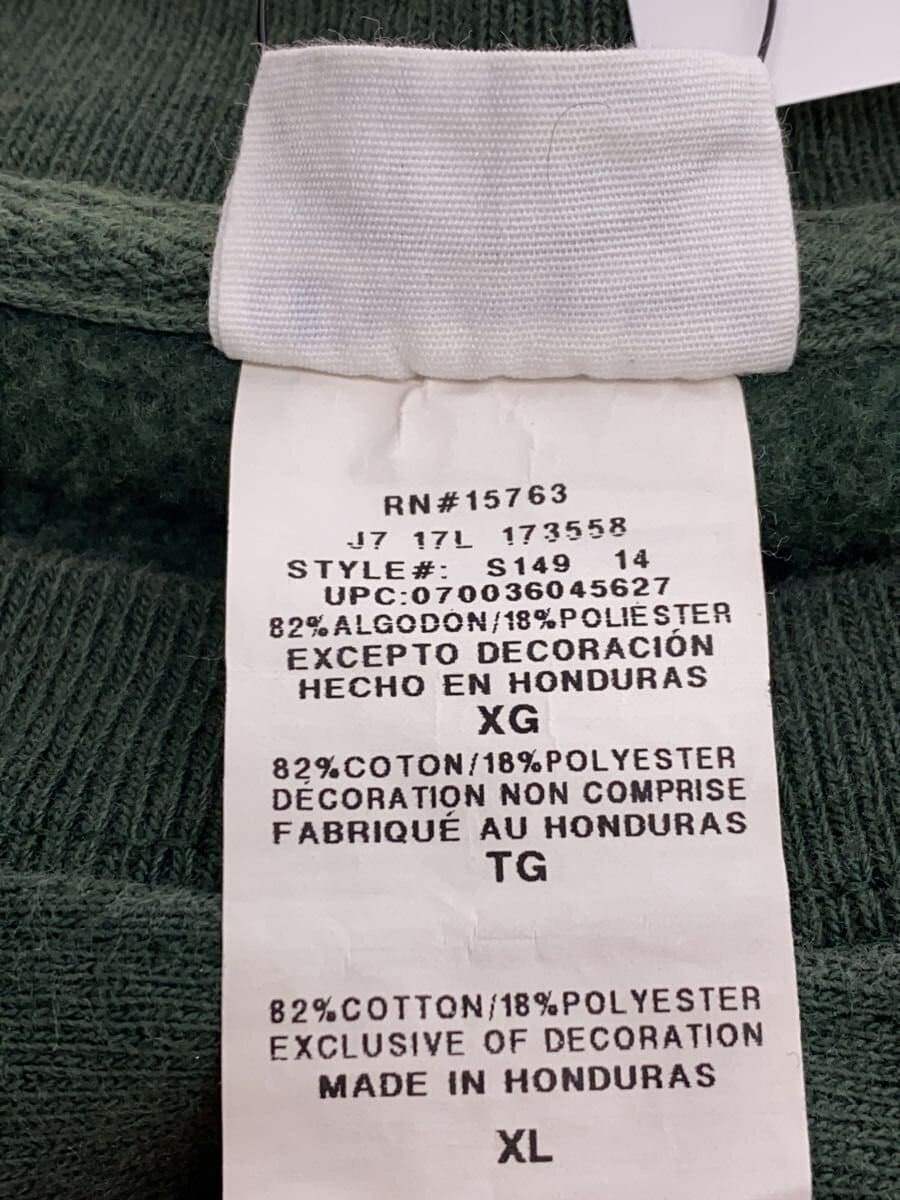 RN#15763
J7 17L 173558
STYLE#: S149 14
UPC:070036045627
82%ALGODÓN/18%POLIÉSTER
EXCEPTO DECORACIÓN
HECHO EN HONDURAS
XG
82%COTON/18%POLYESTER
DÉCORATION NON COMPRISE
FABRIQUÉ AU HONDURAS
TG
82%COTTON/18%POLYESTER
EXCLUSIVE OF DECORATION
MADE IN HONDURAS
XL